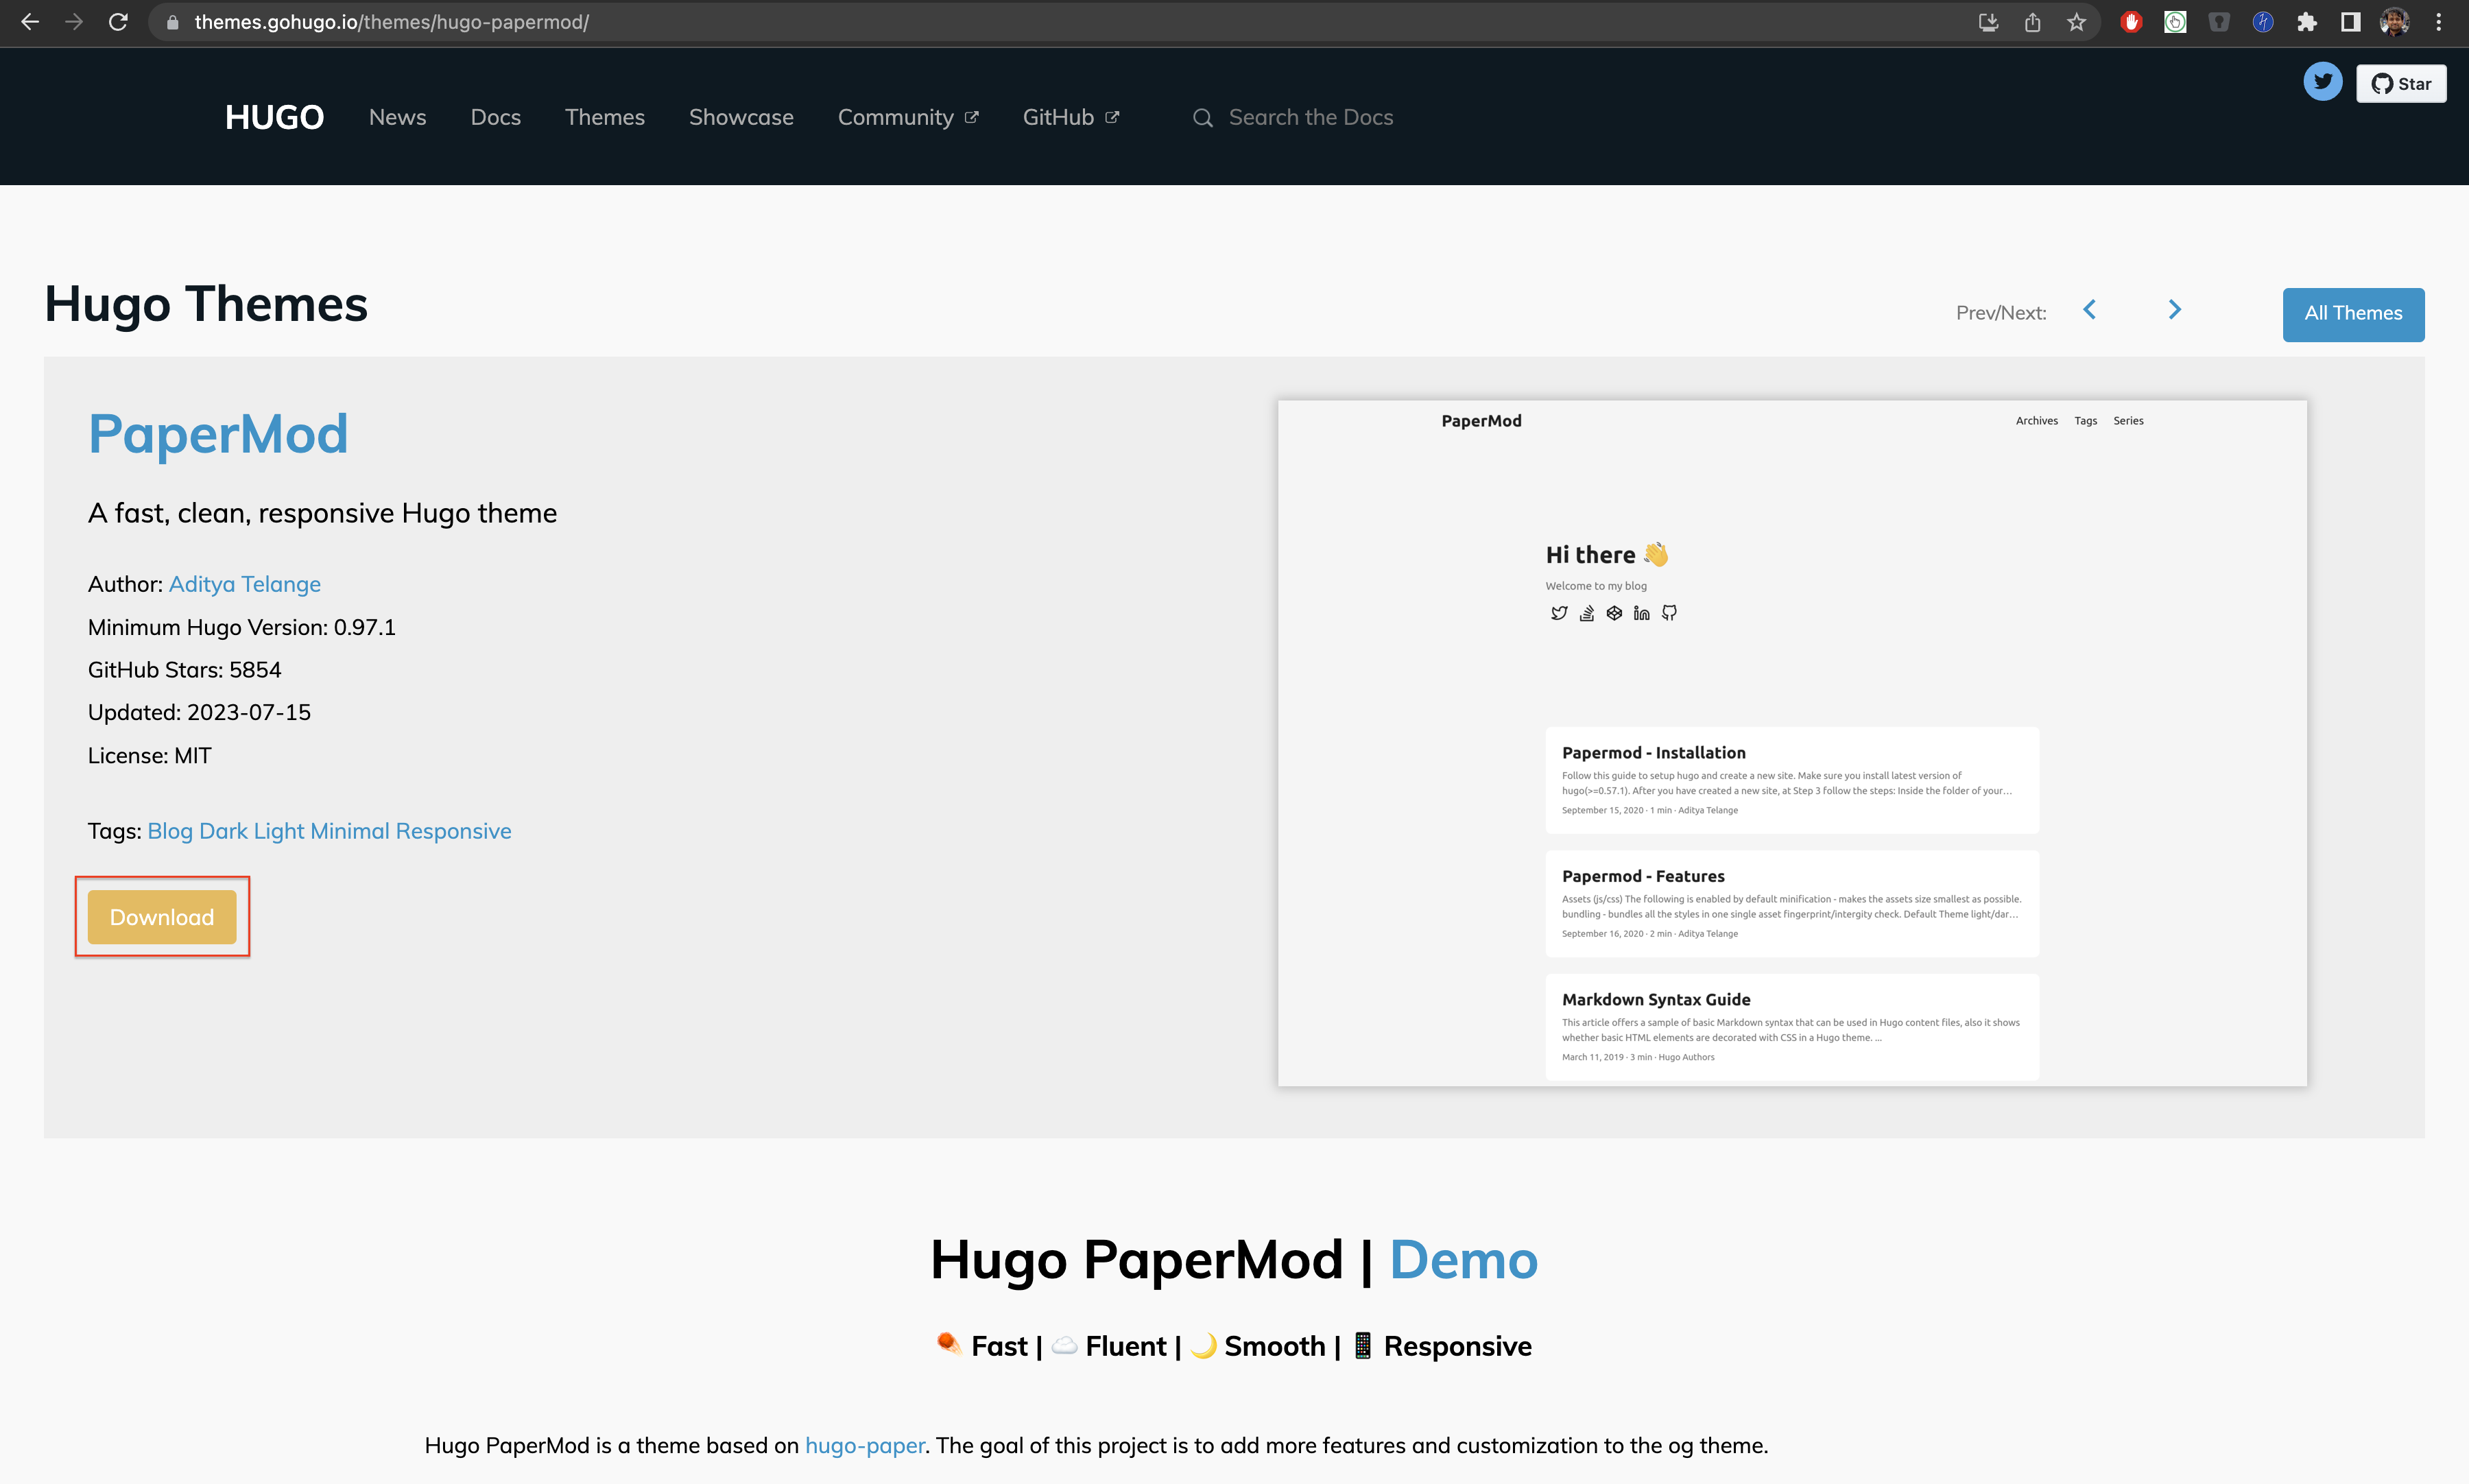 themes.gohugo.io/themes/hugo-papermod/
Star
HUGO News Docs Themes Showcase Community GitHub Search the Docs
Hugo Themes
Prev/Next:
All Themes
PaperMod
A fast, clean, responsive Hugo theme
Author: Aditya Telange
Minimum Hugo Version: 0.97.1
GitHub Stars: 5854
Updated: 2023-07-15
License: MIT
Tags: Blog Dark Light Minimal Responsive
Download
PaperMod
Archives Tags Series
Hi there 👋
Welcome to my blog
Papermod - Installation
Follow this guide to setup hugo and create a new site. Make sure you install latest version of
hugo(>=0.57.1). After you have created a new site, at Step 3 follow the steps: Inside the folder of your…
September 15, 2020 · 1 min · Aditya Telange
Papermod - Features
Assets (js/css) The following is enabled by default minification - makes the assets size smallest as possible.
bundling - bundles all the styles in one single asset fingerprint/intergity check. Default Theme light/dar…
September 16, 2020 · 2 min · Aditya Telange
Markdown Syntax Guide
This article offers a sample of basic Markdown syntax that can be used in Hugo content files, also it shows
whether basic HTML elements are decorated with CSS in a Hugo theme. ...
March 11, 2019 · 3 min · Hugo Authors
Hugo PaperMod | Demo
☄️ Fast | ☁️ Fluent | 🌙 Smooth | 📱 Responsive
Hugo PaperMod is a theme based on hugo-paper. The goal of this project is to add more features and customization to the og theme.